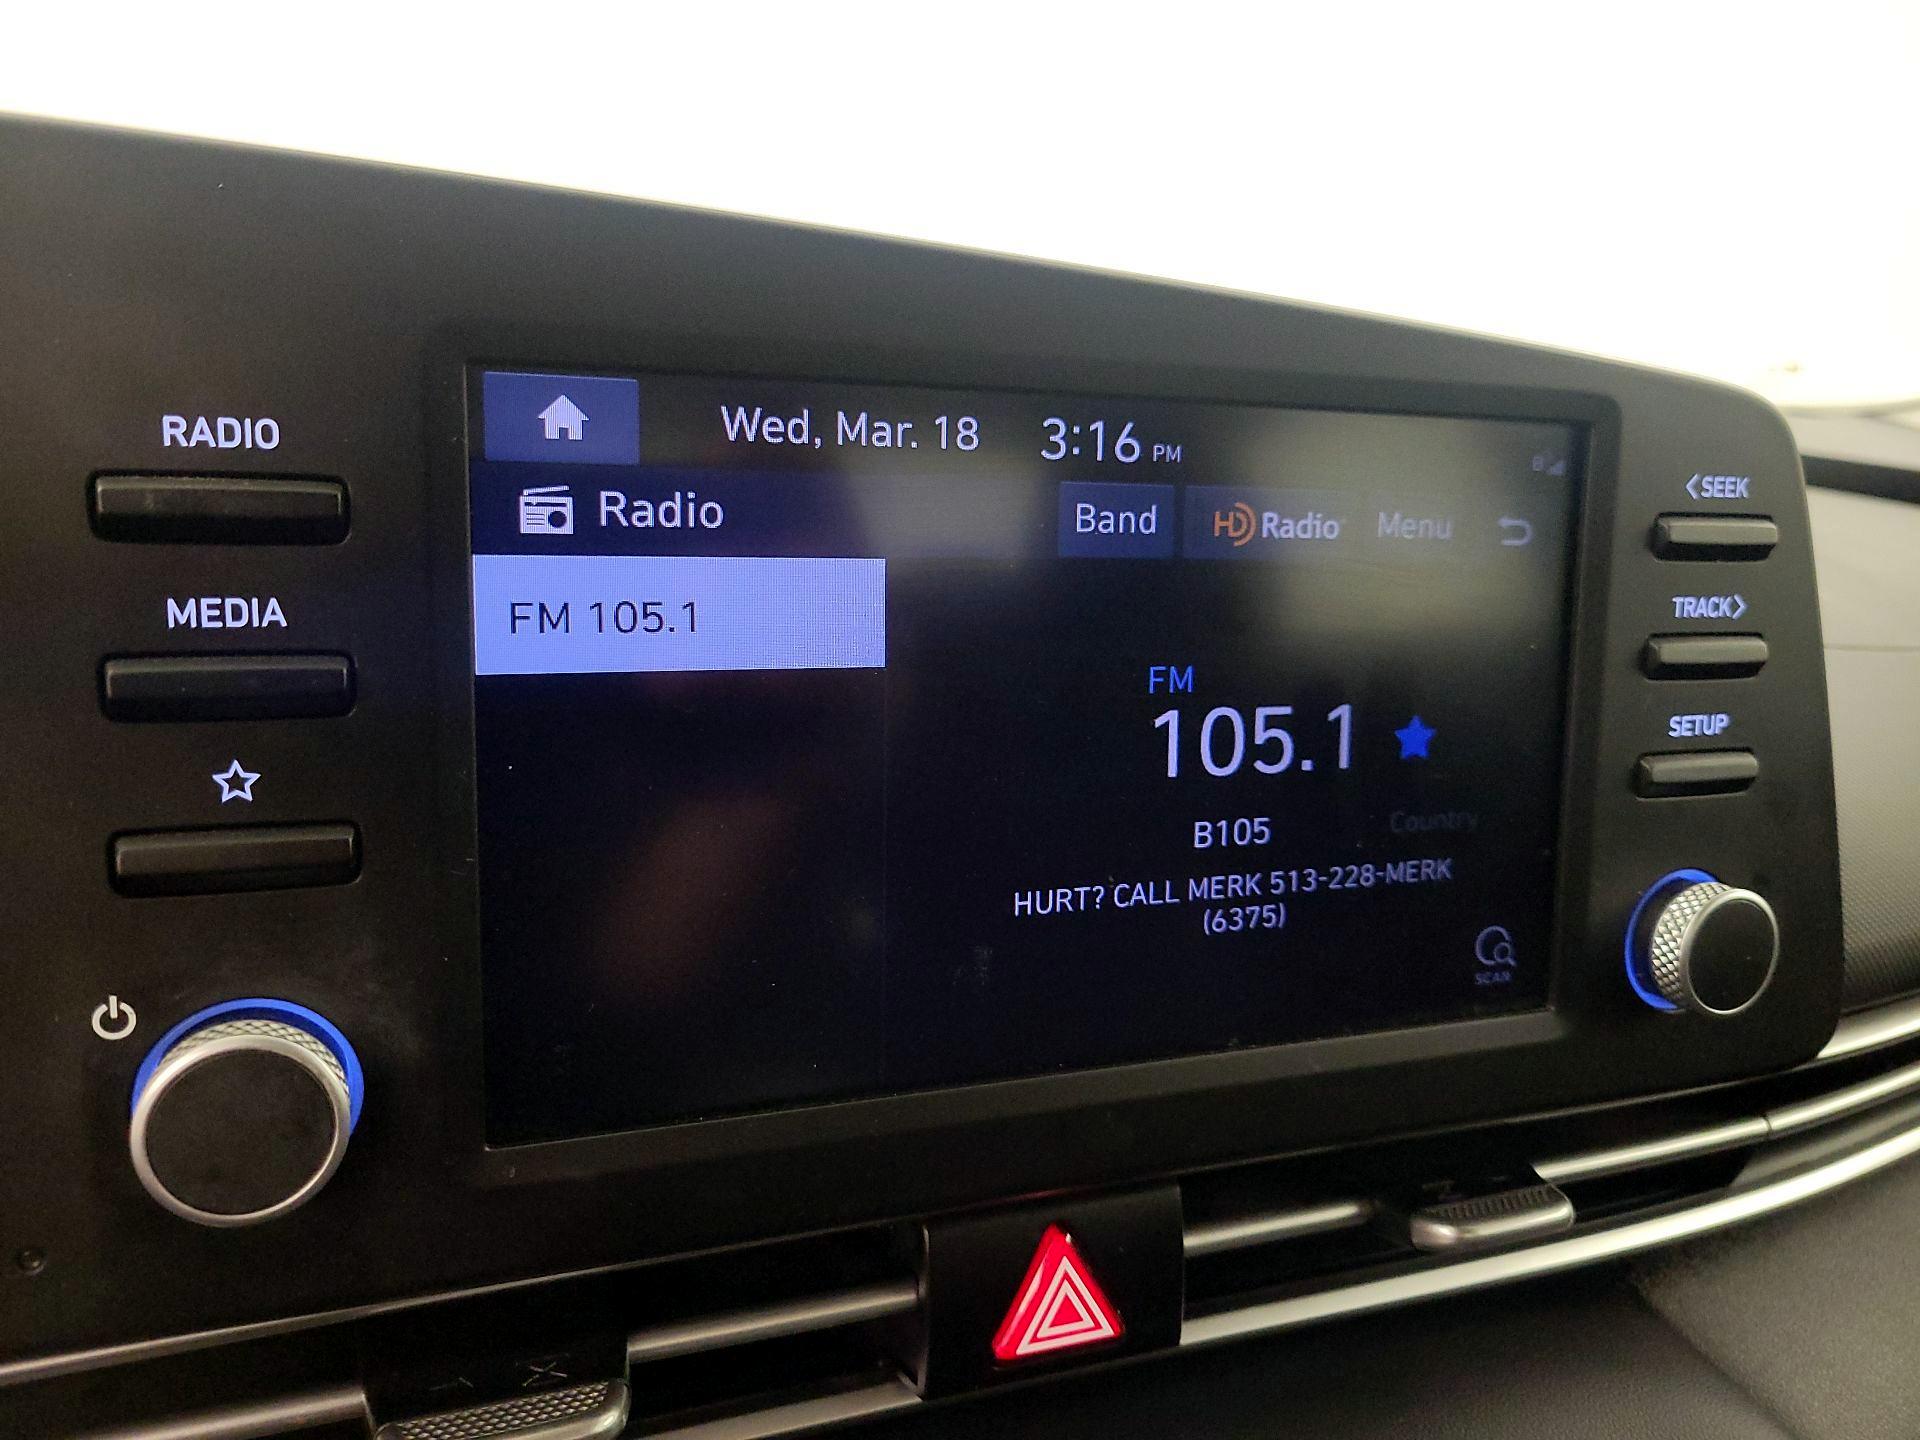 RADIO
MEDIA
Wed, Mar. 18 3:16 PM
Radio
Band HD Radio Menu
FM 105.1
FM
105.1
B105 Country
HURT? CALL MERK 513-228-MERK
(6375)
SCAN
<SEEK
TRACK>
SETUP